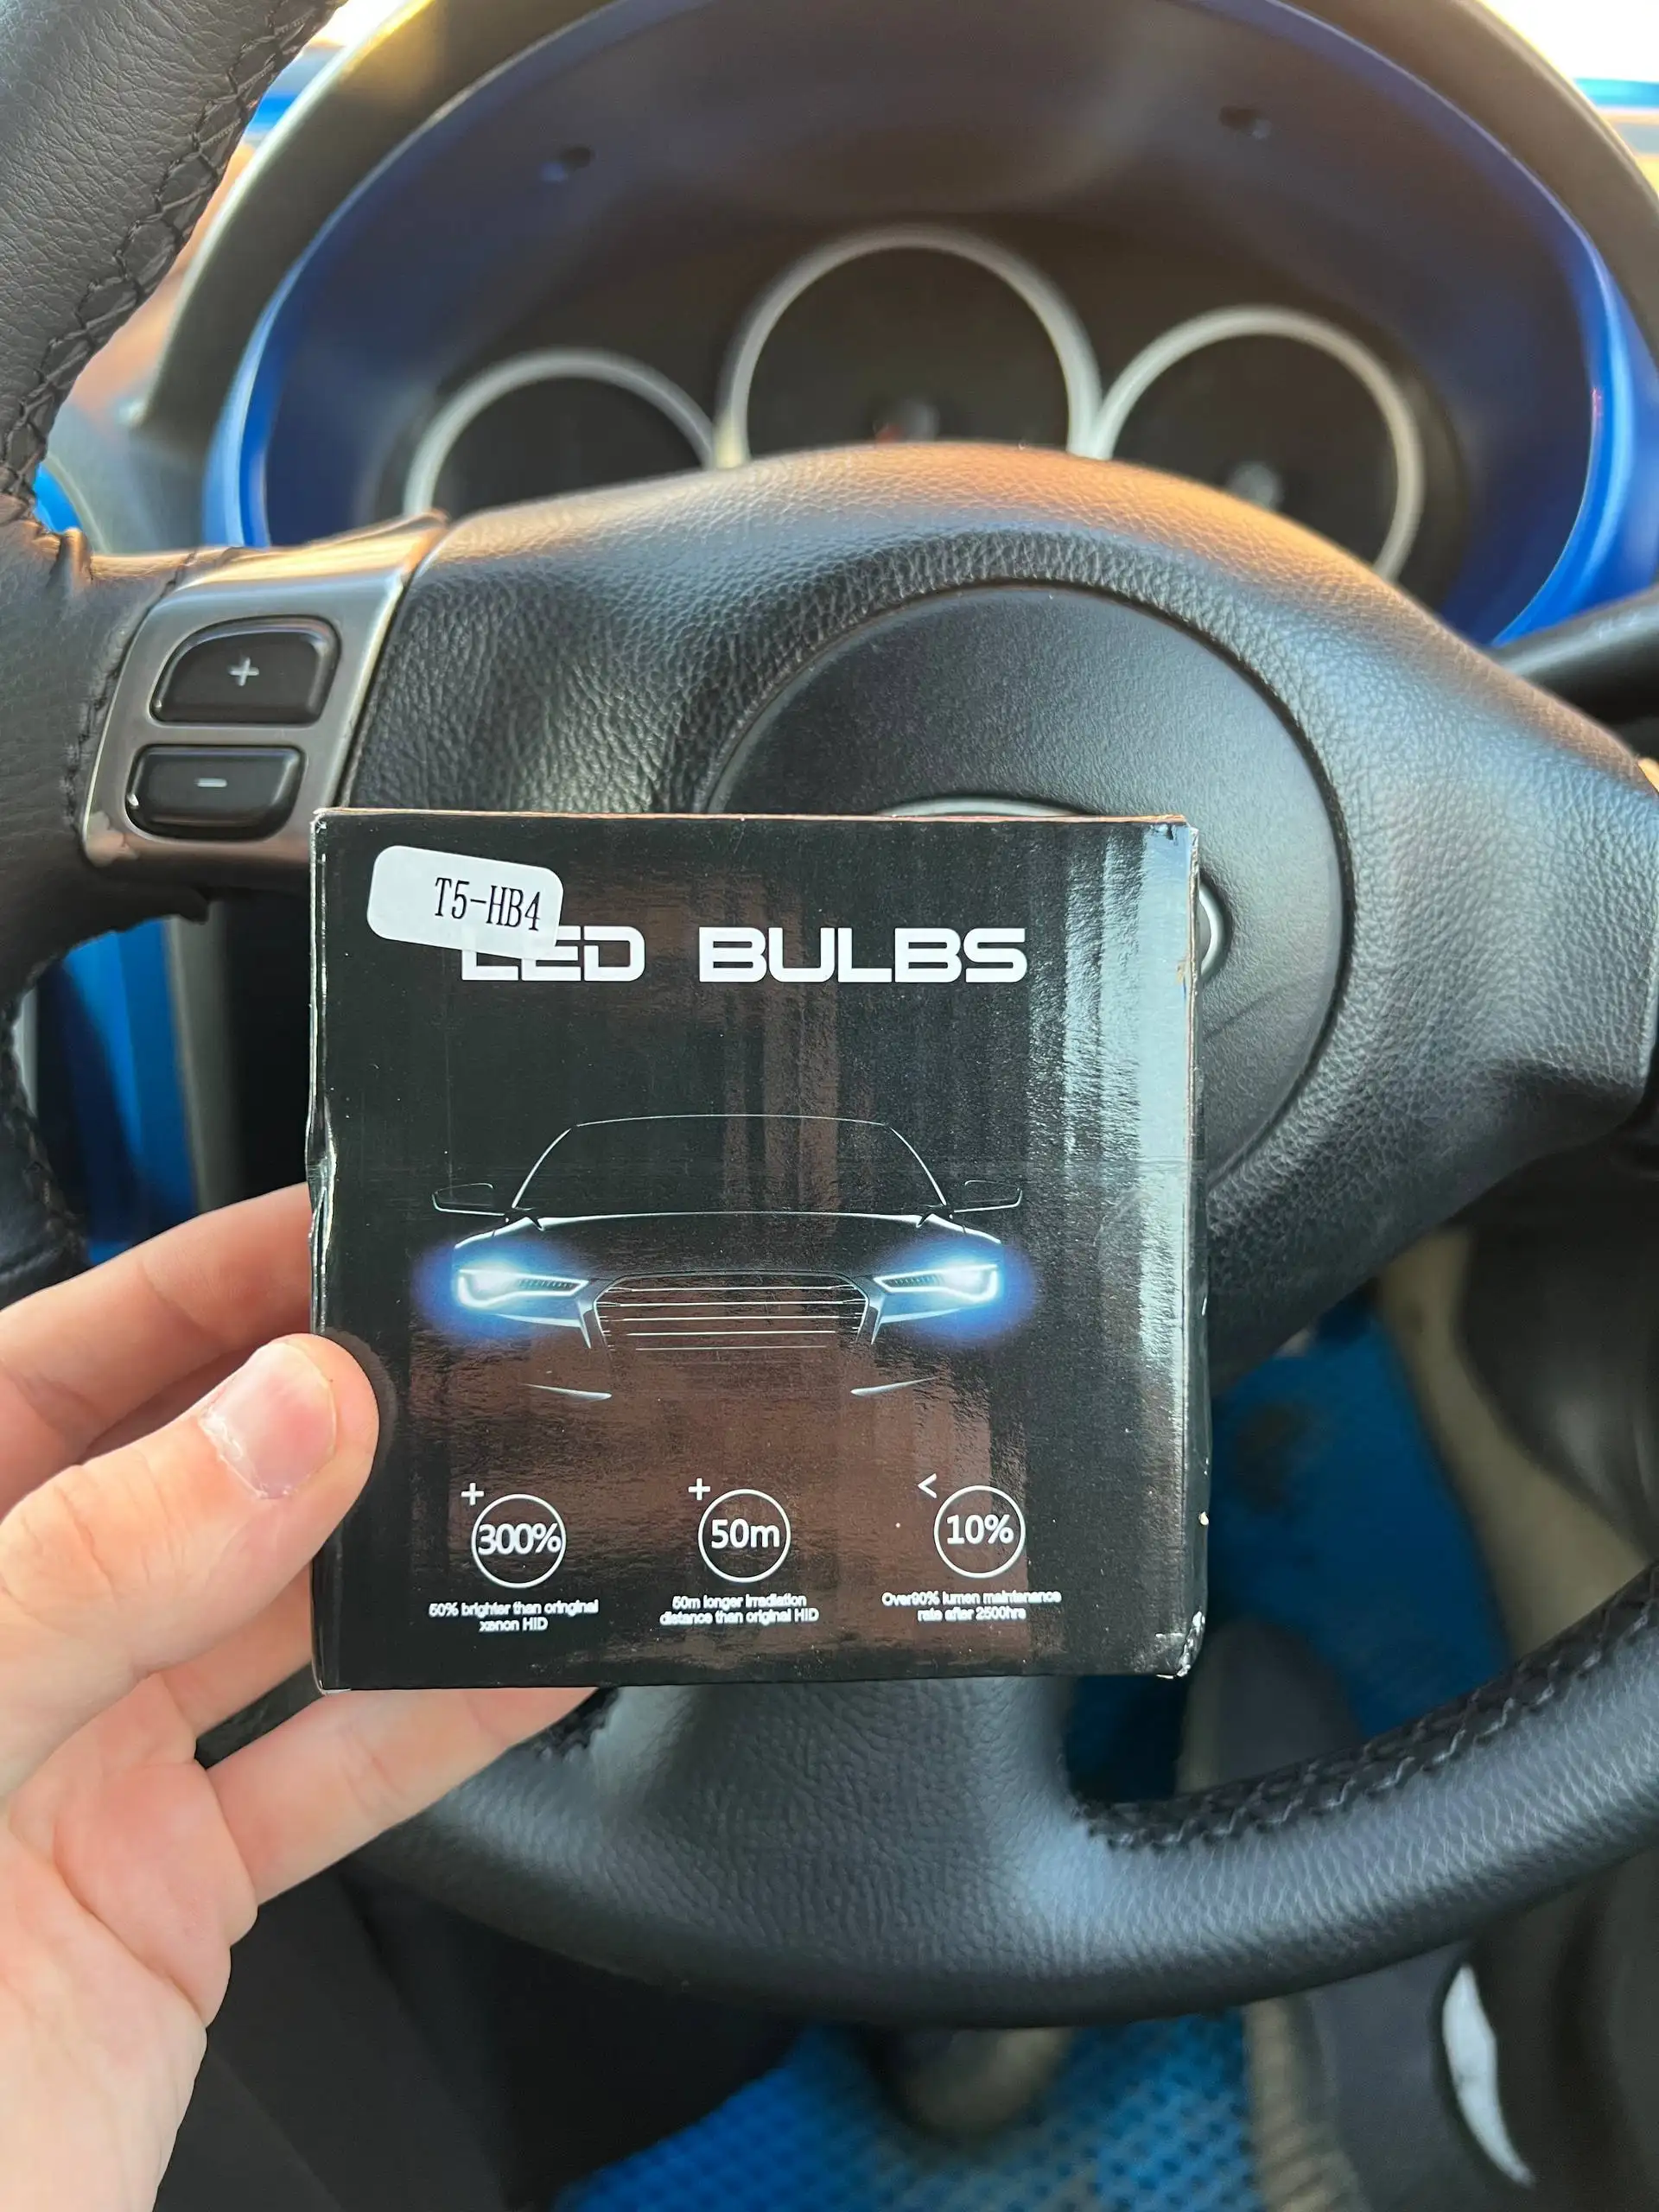 +
-
T5-HB4
LED BULBS
+ 300%
50% brighter than oringinal
xenon HID
+ 50m
50m longer irradiation
distance than original HID
< 10%
Over90% lumen maintenance
rate after 2500hrs